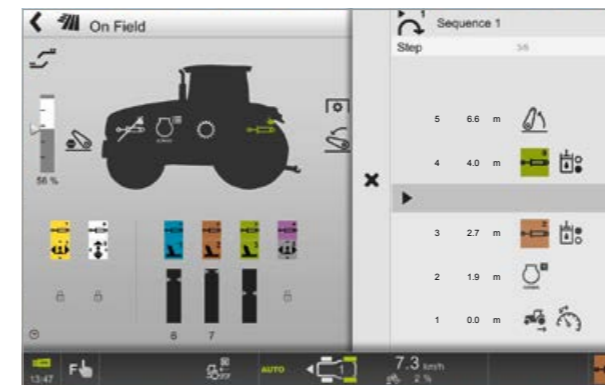 On Field
Sequence 1
Step 3/6
5 6.6 m
4 4.0 m
3 2.7 m
2 1.9 m
1 0.0 m
56 %
6 7
13:47 F AUTO 1 7.3 km/h
2 %